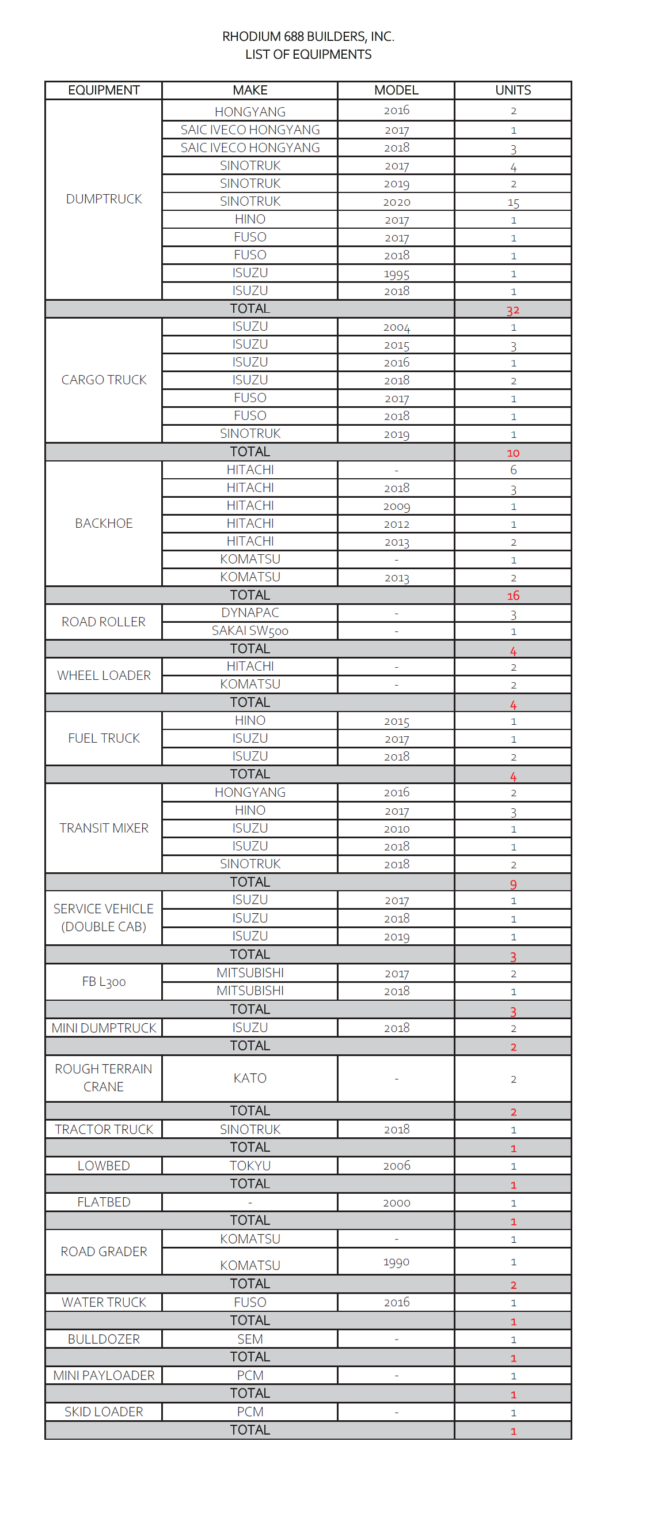 RHODIUM 688 BUILDERS, INC.
LIST OF EQUIPMENTS
EQUIPMENT MAKE MODEL UNITS
DUMPTRUCK
HONGYANG 2016 2
SAIC IVECO HONGYANG 2017 1
SAIC IVECO HONGYANG 2018 3
SINOTRUK 2017 4
SINOTRUK 2019 2
SINOTRUK 2020 15
HINO 2017 1
FUSO 2017 1
FUSO 2018 1
ISUZU 1995 1
ISUZU 2018 1
TOTAL 32
CARGO TRUCK
ISUZU 2004 1
ISUZU 2015 3
ISUZU 2016 1
ISUZU 2018 2
FUSO 2017 1
FUSO 2018 1
SINOTRUK 2019 1
TOTAL 10
BACKHOE
HITACHI - 6
HITACHI 2018 3
HITACHI 2009 1
HITACHI 2012 1
HITACHI 2013 2
KOMATSU - 1
KOMATSU 2013 2
TOTAL 16
ROAD ROLLER
DYNAPAC - 3
SAKAI SW500 - 1
TOTAL 4
WHEEL LOADER
HITACHI - 2
KOMATSU - 2
TOTAL 4
FUEL TRUCK
HINO 2015 1
ISUZU 2017 1
ISUZU 2018 2
TOTAL 4
TRANSIT MIXER
HONGYANG 2016 2
HINO 2017 3
ISUZU 2010 1
ISUZU 2018 1
SINOTRUK 2018 2
TOTAL 9
SERVICE VEHICLE
(DOUBLE CAB)
ISUZU 2017 1
ISUZU 2018 1
ISUZU 2019 1
TOTAL 3
FB L300
MITSUBISHI 2017 2
MITSUBISHI 2018 1
TOTAL 3
MINI DUMPTRUCK ISUZU 2018 2
TOTAL 2
ROUGH TERRAIN
CRANE
KATO - 2
TOTAL 2
TRACTOR TRUCK SINOTRUK 2018 1
TOTAL 1
LOWBED TOKYU 2006 1
TOTAL 1
FLATBED - 2000 1
TOTAL 1
ROAD GRADER
KOMATSU - 1
KOMATSU 1990 1
TOTAL 2
WATER TRUCK FUSO 2016 1
TOTAL 1
BULLDOZER SEM - 1
TOTAL 1
MINI PAYLOADER PCM - 1
TOTAL 1
SKID LOADER PCM - 1
TOTAL 1